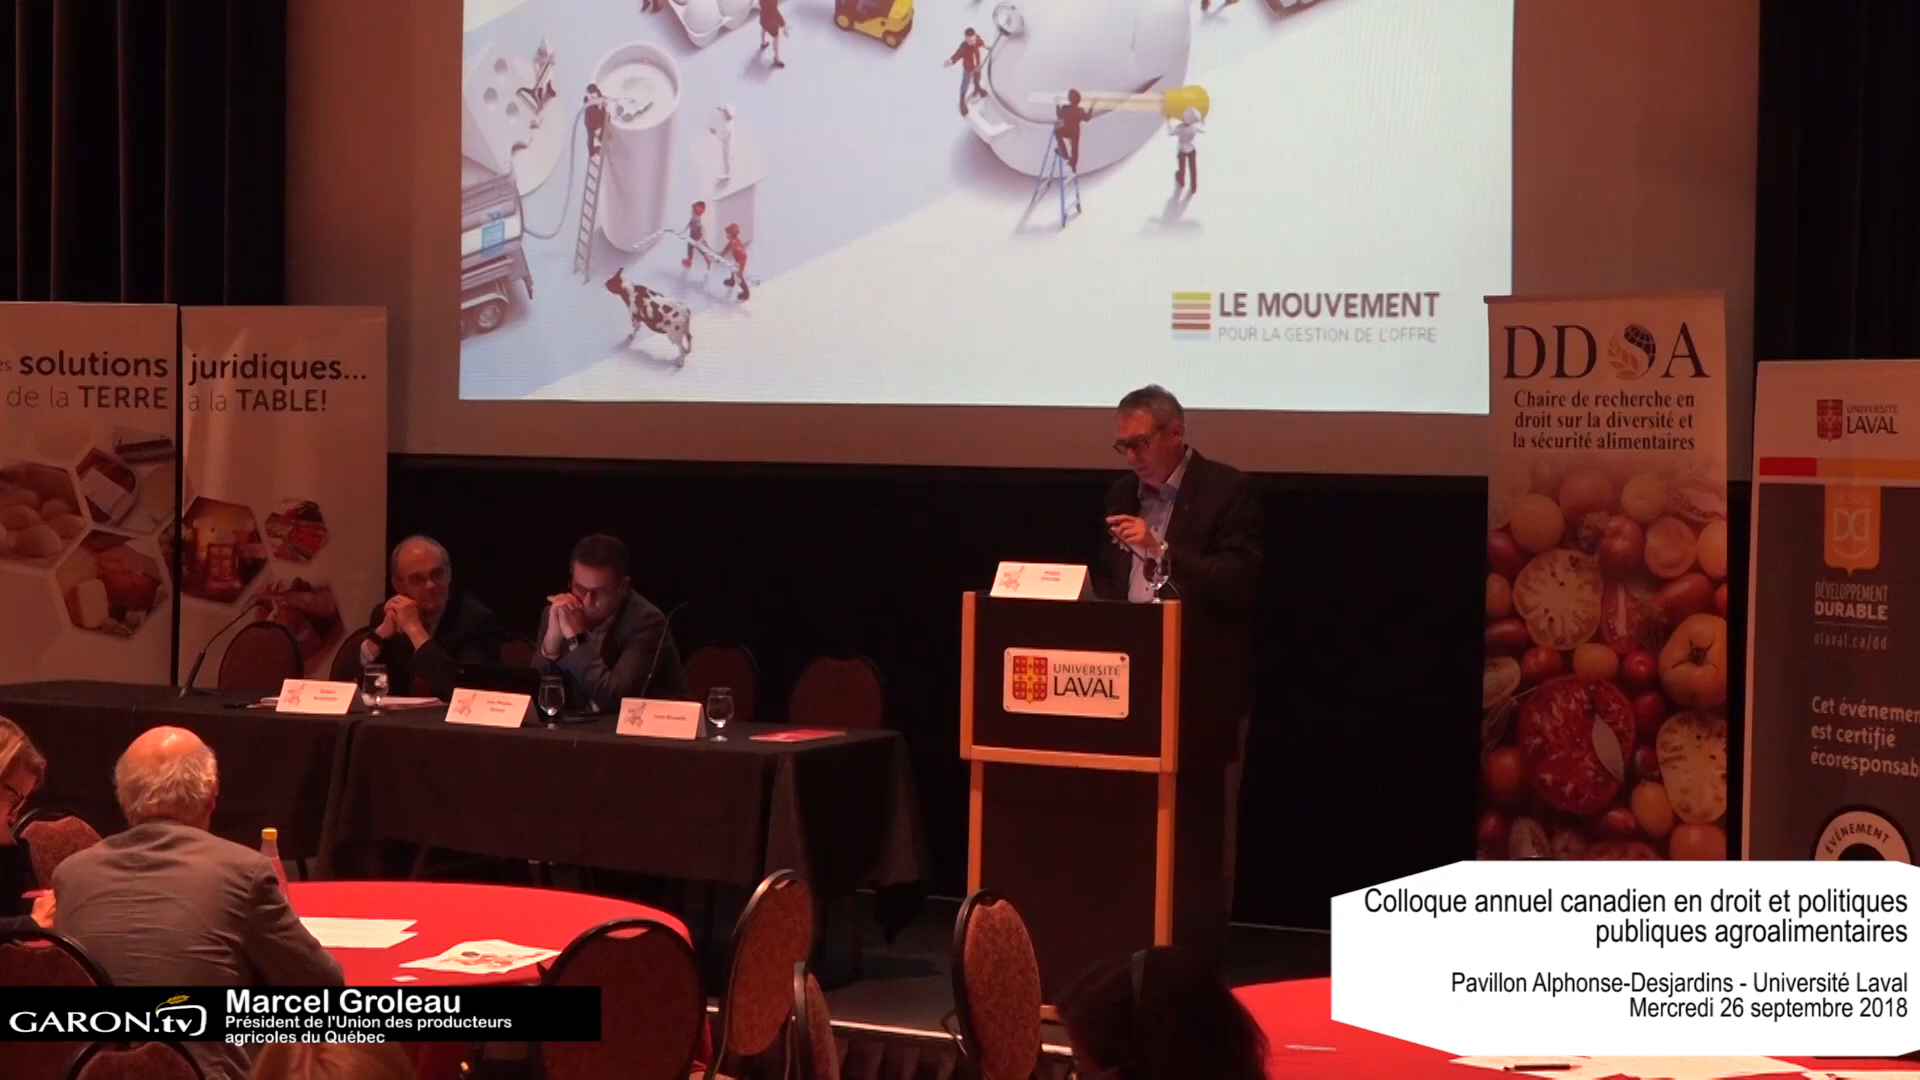 LE MOUVEMENT
POUR LA GESTION DE L'OFFRE
es solutions
de la TERRE
juridiques...
à la TABLE!
DDSA
Chaire de recherche en
droit sur la diversité et
la sécurité alimentaires
UNIVERSITÉ
LAVAL
DÉVELOPPEMENT
DURABLE
ulaval.ca/dd
Cet événemen
est certifié
écoresponsab
ÉVÉNEMENT
UNIVERSITÉ
LAVAL
Colloque annuel canadien en droit et politiques
publiques agroalimentaires
Pavillon Alphonse-Desjardins - Université Laval
Mercredi 26 septembre 2018
GARON.tv
Marcel Groleau
Président de l'Union des producteurs
agricoles du Québec